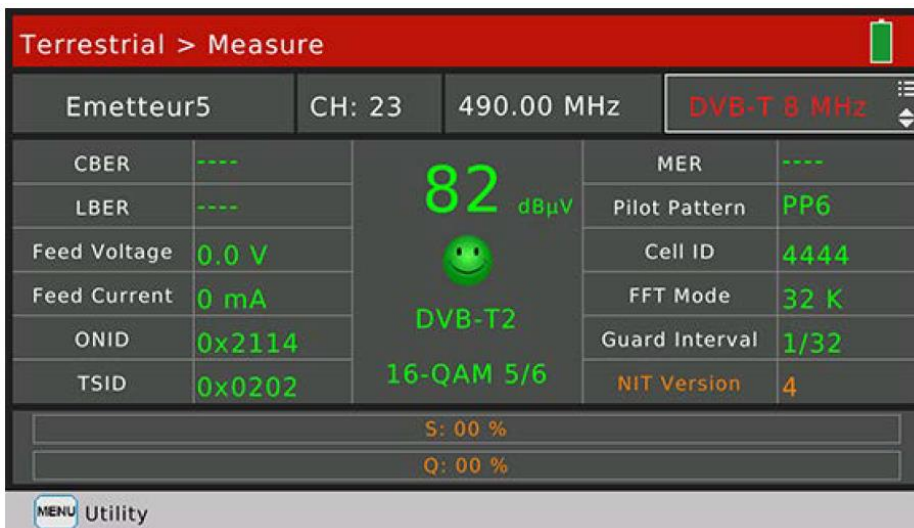 Terrestrial > Measure
Emetteur5 CH: 23 490.00 MHz DVB-T 8 MHz
CBER ----
LBER ----
Feed Voltage 0.0 V
Feed Current 0 mA
ONID 0x2114
TSID 0x0202
82 dBµV
DVB-T2
16-QAM 5/6
MER ----
Pilot Pattern PP6
Cell ID 4444
FFT Mode 32 K
Guard Interval 1/32
NIT Version 4
S: 00 %
Q: 00 %
MENU Utility